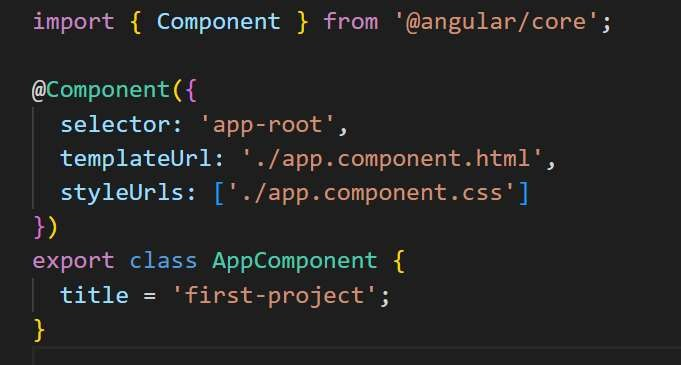 import { Component } from '@angular/core';

@Component({
  selector: 'app-root',
  templateUrl: './app.component.html',
  styleUrls: ['./app.component.css']
})
export class AppComponent {
  title = 'first-project';
}